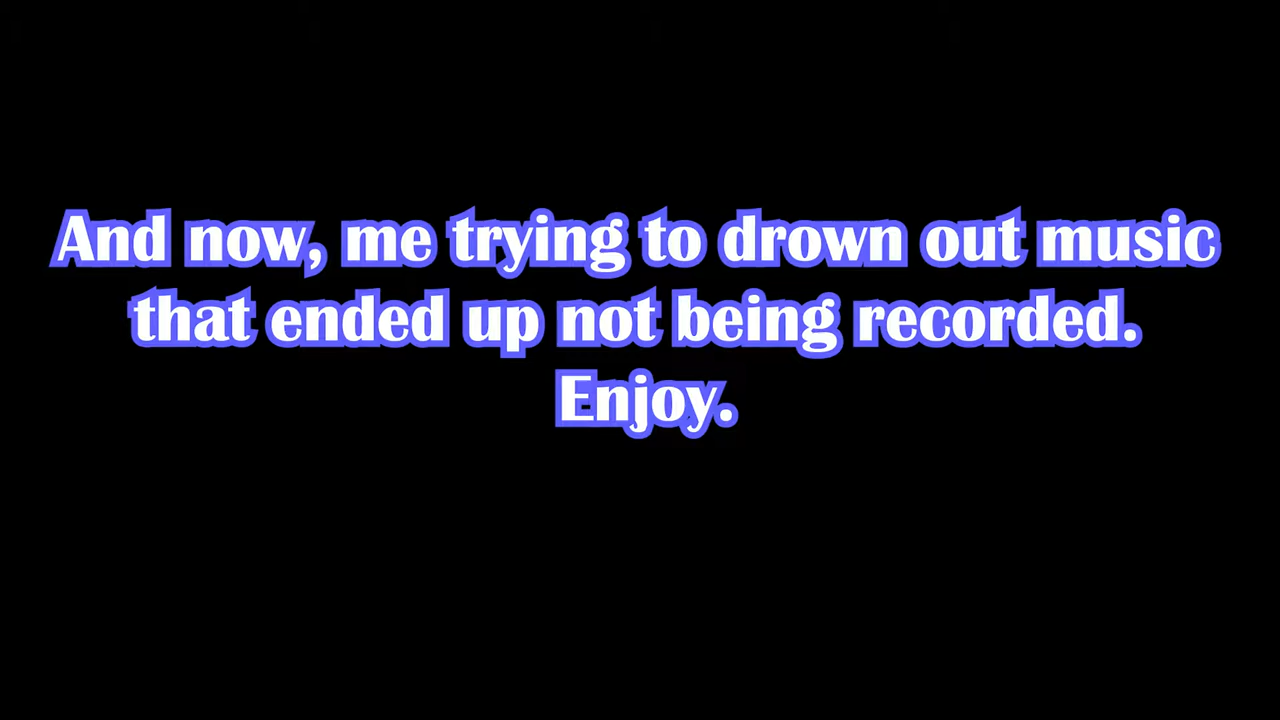 And now, me trying to drown out music
that ended up not being recorded.
Enjoy.